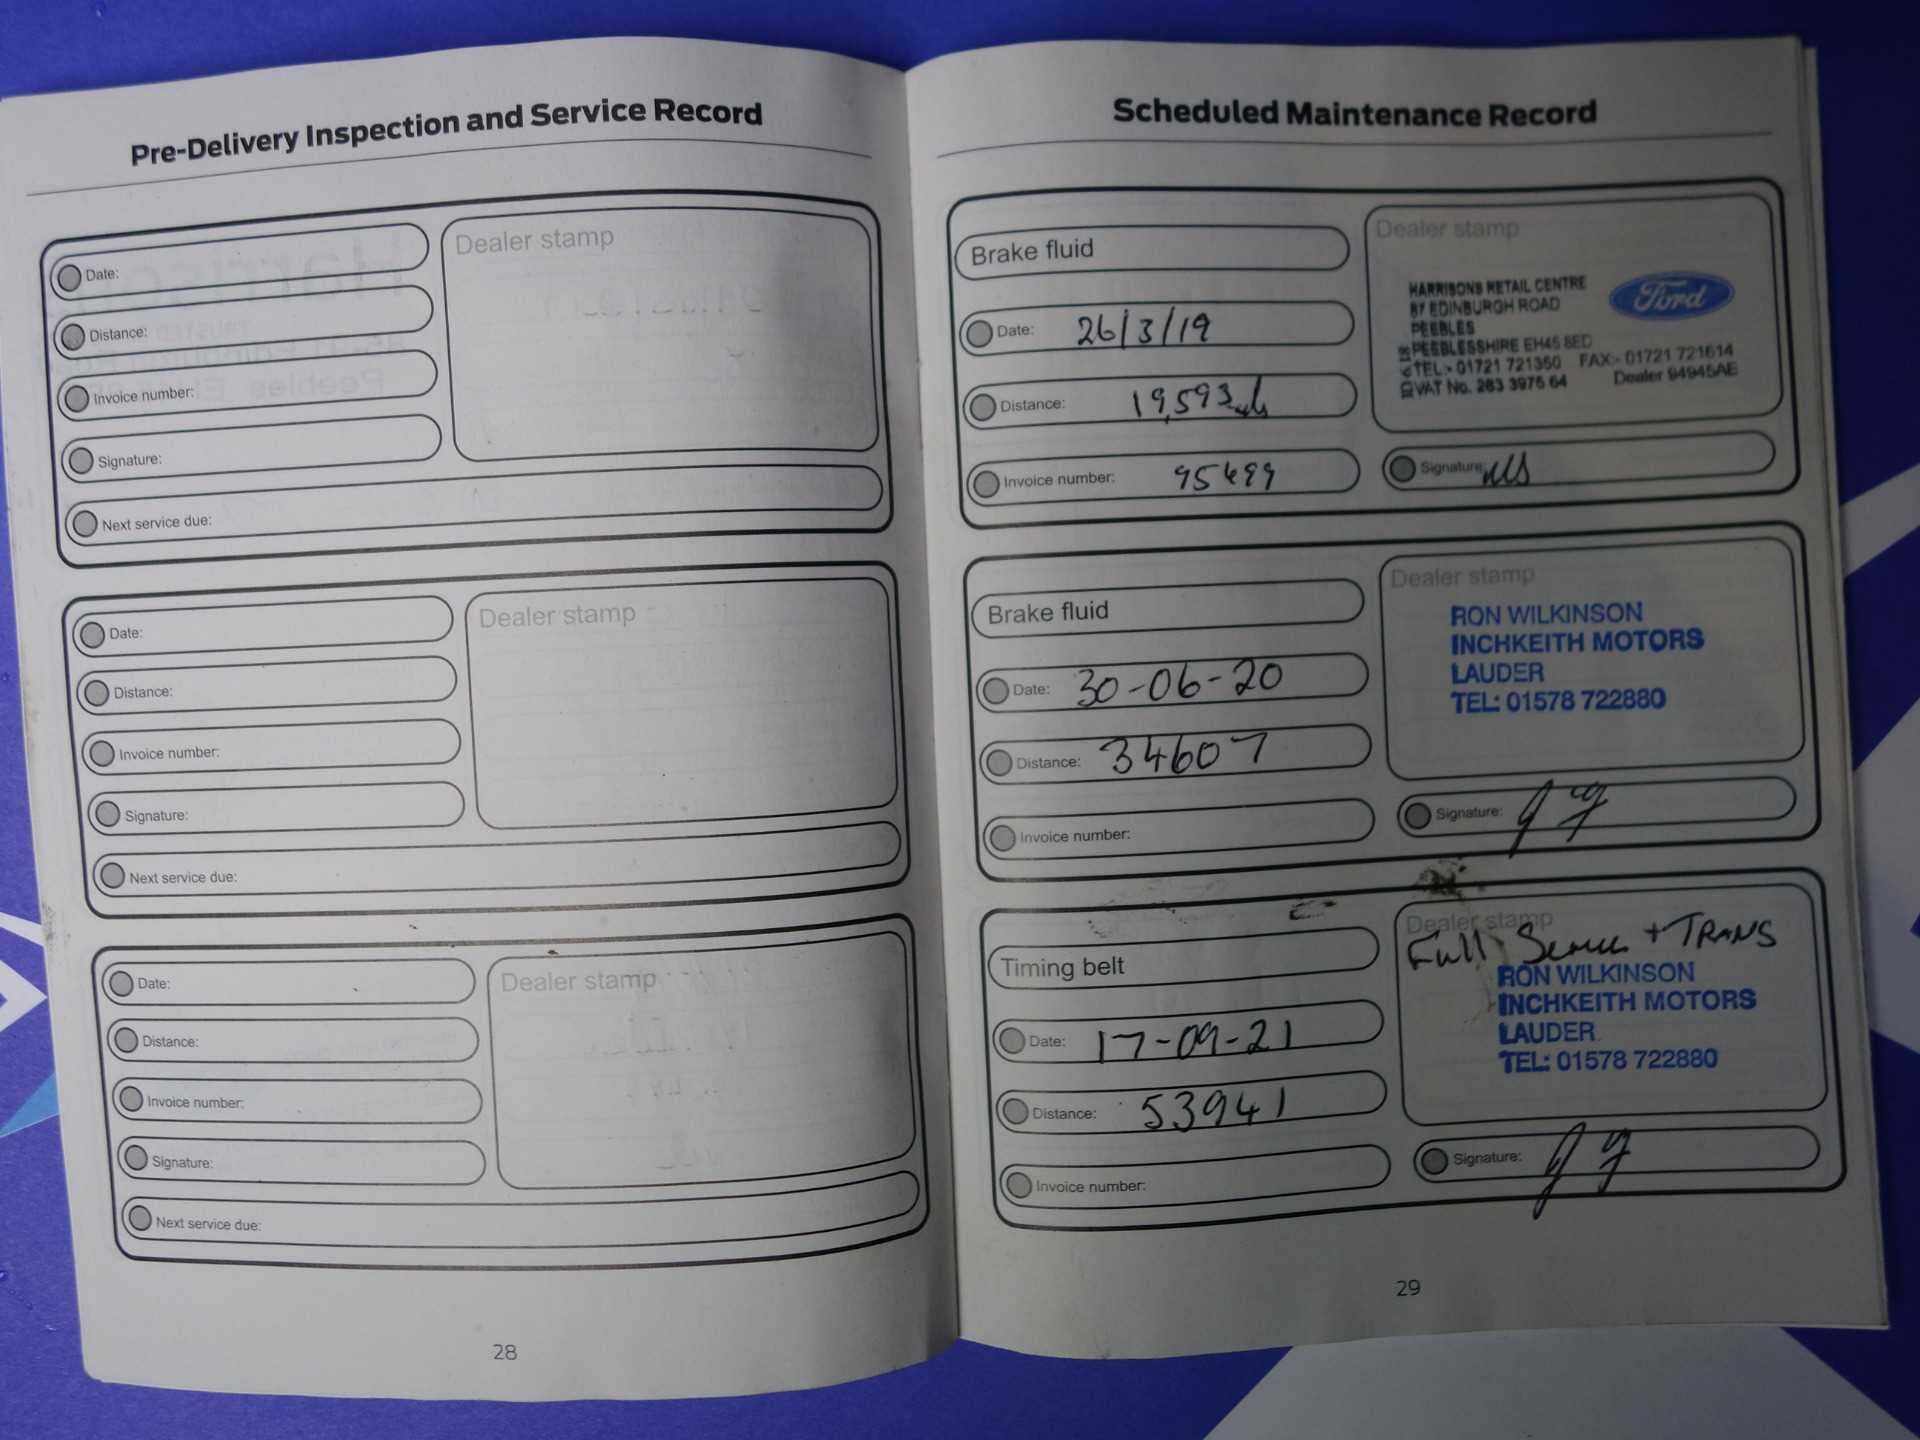 Pre-Delivery Inspection and Service Record
Date:
Distance:
Invoice number:
Signature:
Next service due:
Dealer stamp
Date:
Distance:
Invoice number:
Signature:
Next service due:
Dealer stamp
Date:
Distance:
Invoice number:
Signature:
Next service due:
Dealer stamp
28
Scheduled Maintenance Record
Brake fluid
Date: 26/3/19
Distance: 19,593
Invoice number: 95499
Dealer stamp
HARRISONS RETAIL CENTRE
87 EDINBURGH ROAD
PEEBLES
PEEBLESSHIRE EH45 8ED
TEL:- 01721 721350 FAX:- 01721 721614
VAT No. 263 3975 64 Dealer 94945AE
Ford
Signature:
Brake fluid
Date: 30-06-20
Distance: 34607
Invoice number:
Dealer stamp
RON WILKINSON
INCHKEITH MOTORS
LAUDER
TEL: 01578 722880
Signature:
Timing belt
Date: 17-09-21
Distance: 53941
Invoice number:
Dealer stamp
Full Service + TRANS
RON WILKINSON
INCHKEITH MOTORS
LAUDER
TEL: 01578 722880
Signature:
29